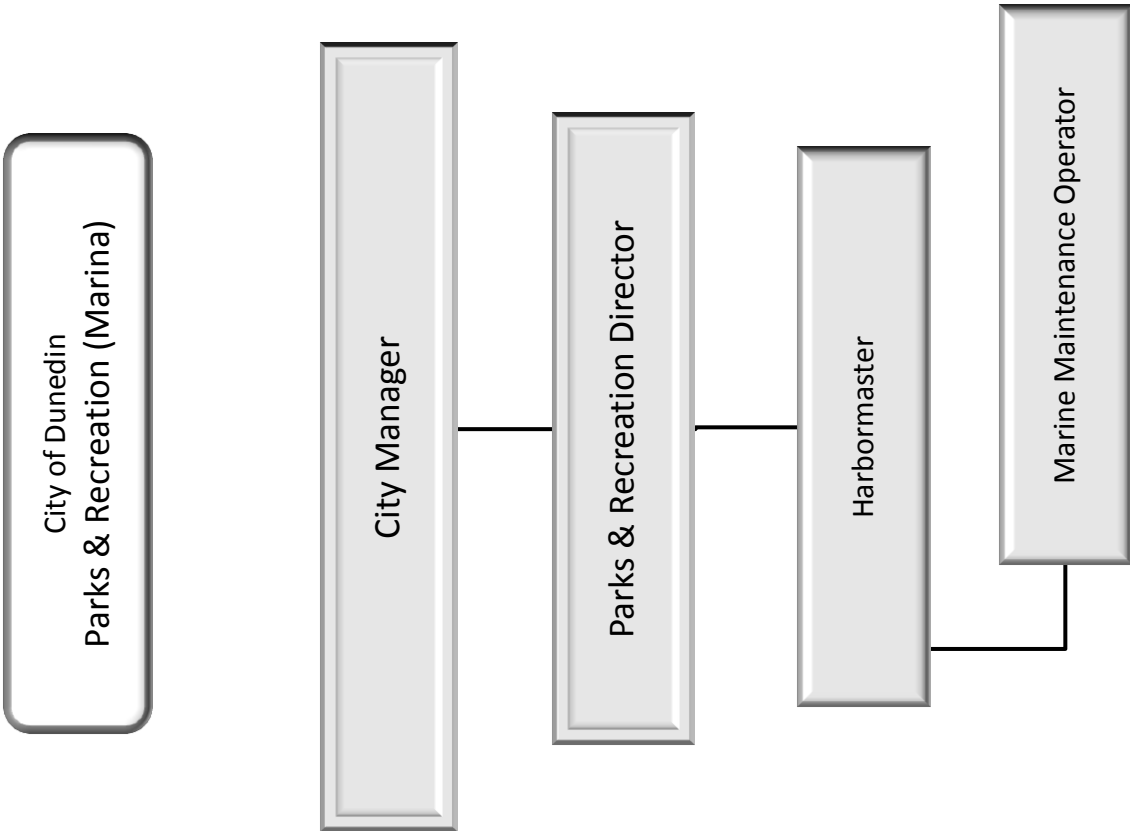 City of Dunedin
Parks & Recreation (Marina)
City Manager
Parks & Recreation Director
Harbormaster
Marine Maintenance Operator